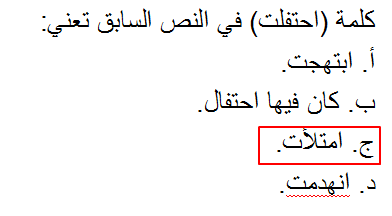 كلمة (احتفلت) في النص السابق تعني:
أ. ابتهجت.
ب. كان فيها احتفال.
ج. امتلأت.
د. انهدمت.